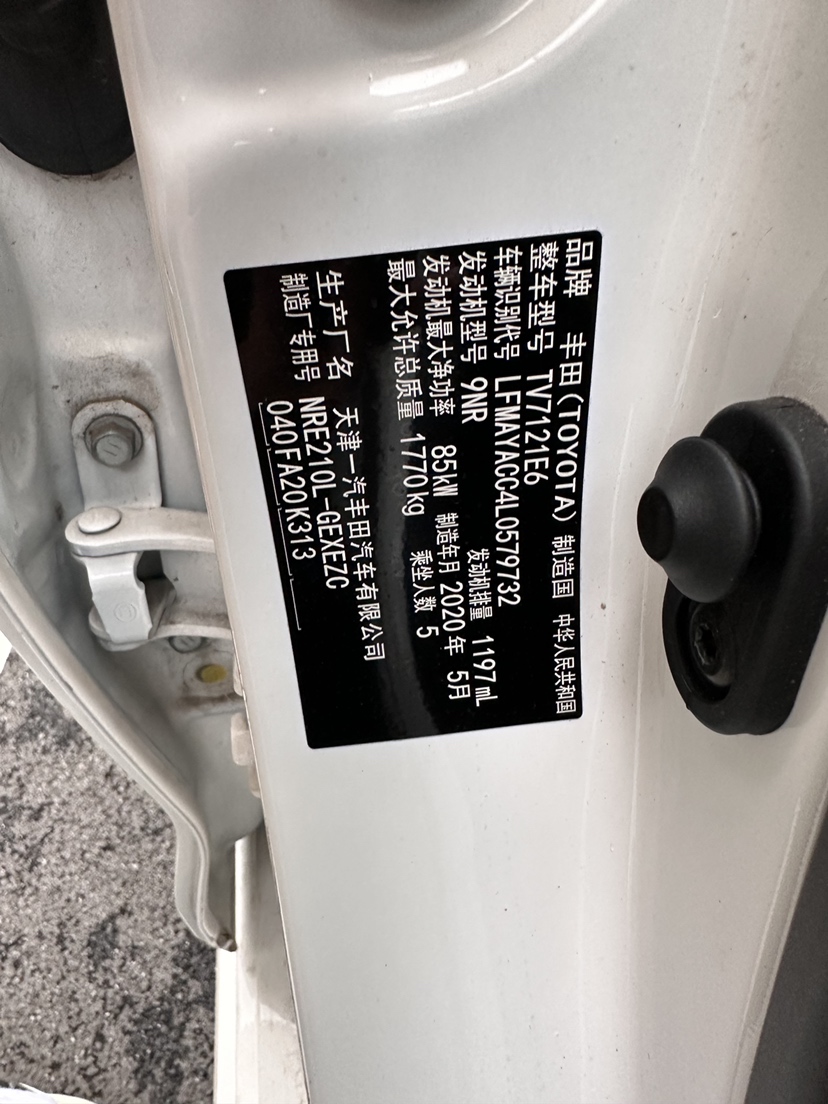 品牌 丰田(TOYOTA) 制造国 中华人民共和国
整车型号 TV7121E6
车辆识别代号 LFMAYACC4L0579732
发动机型号 9NR 发动机排量 1197mL
发动机最大净功率 85kW 制造年月 2020年 5月
最大允许总质量 1770kg 乘坐人数 5
生产厂名 天津一汽丰田汽车有限公司
制造厂专用号 NRE210L-GEXEZC
040FA20K313